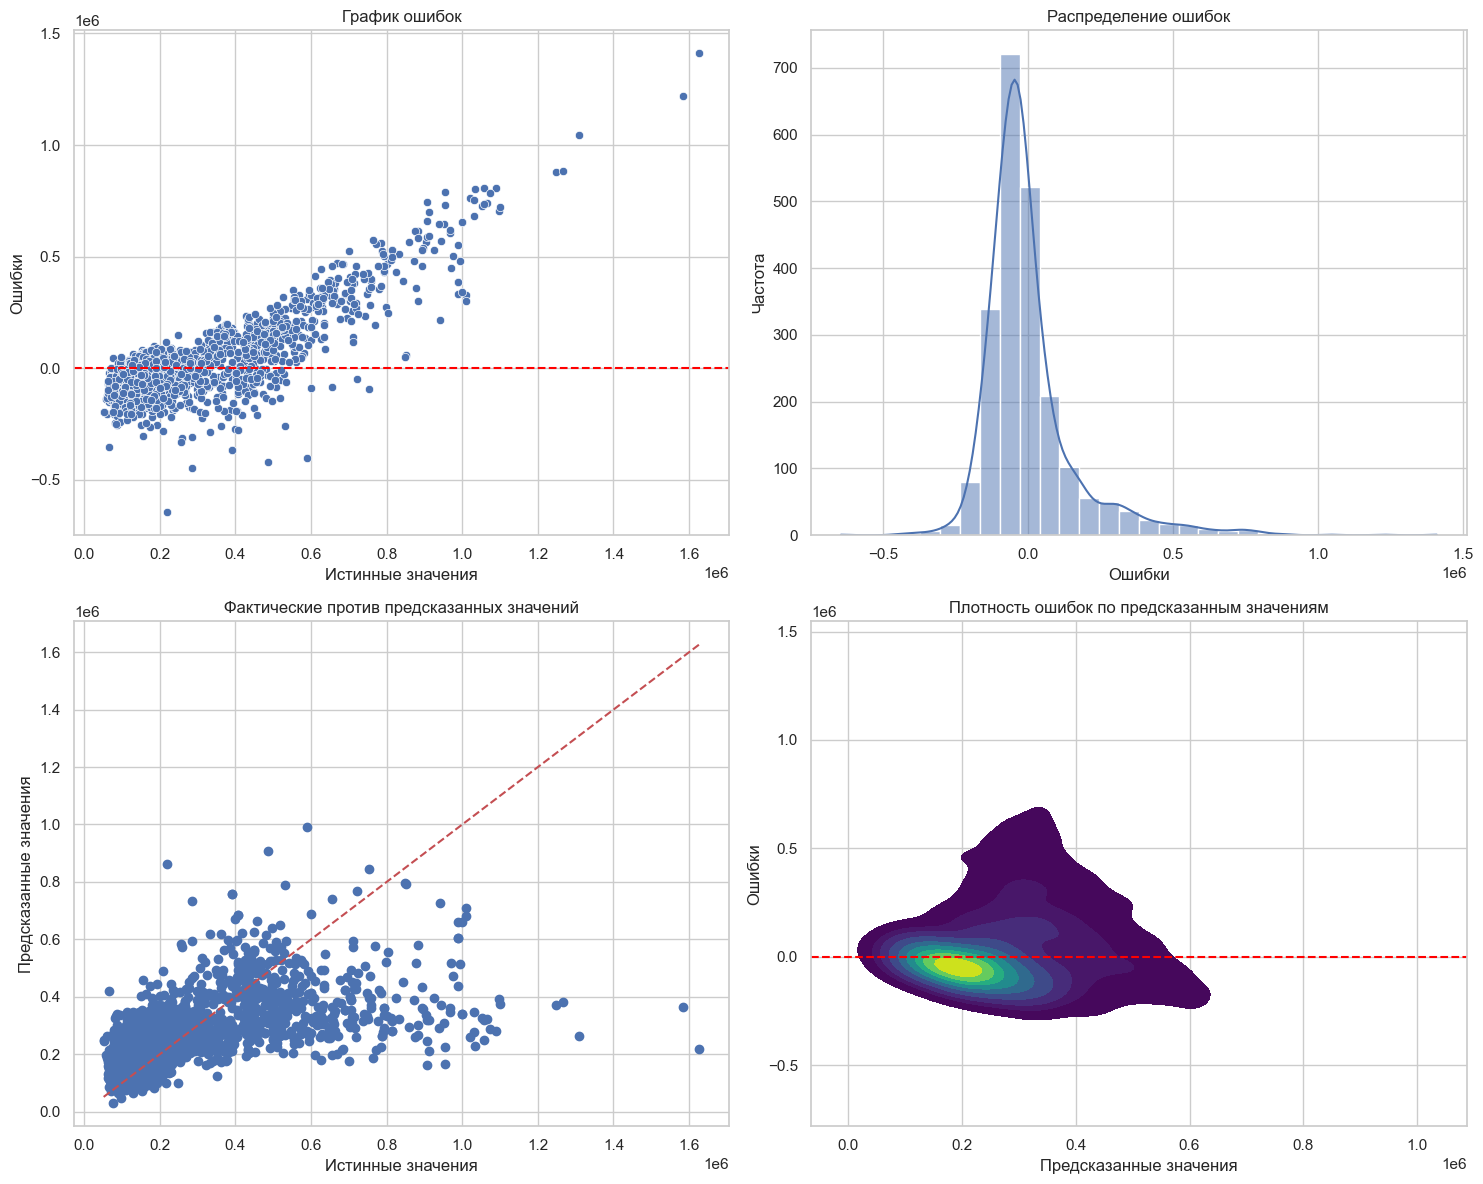 График ошибок
1e6
1.5
1.0
0.5
0.0
−0.5
Ошибки
0.0 0.2 0.4 0.6 0.8 1.0 1.2 1.4 1.6
Истинные значения
1e6
Распределение ошибок
700
600
500
400
300
200
100
0
Частота
−0.5 0.0 0.5 1.0 1.5
Ошибки
1e6
Фактические против предсказанных значений
1e6
1.6
1.4
1.2
1.0
0.8
0.6
0.4
0.2
0.0
Предсказанные значения
0.0 0.2 0.4 0.6 0.8 1.0 1.2 1.4 1.6
Истинные значения
1e6
Плотность ошибок по предсказанным значениям
1e6
1.5
1.0
0.5
0.0
−0.5
Ошибки
0.0 0.2 0.4 0.6 0.8 1.0
Предсказанные значения
1e6